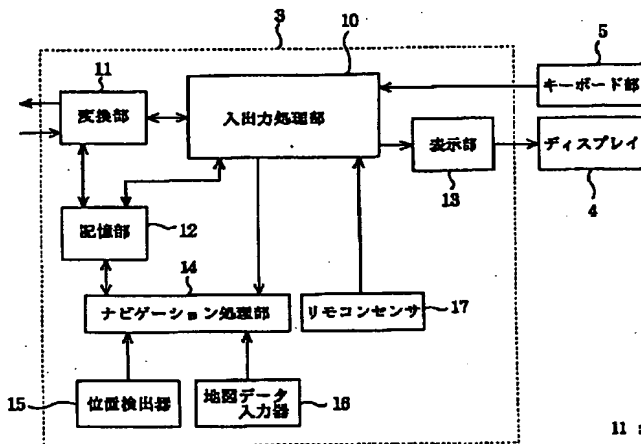 3
10
5
11
キーボード部
変換部
入出力処理部
表示部
ディスプレイ
13
4
記憶部
12
14
ナビゲーション処理部
リモコンセンサ
17
15
位置検出器
地図データ
入力器
16
11